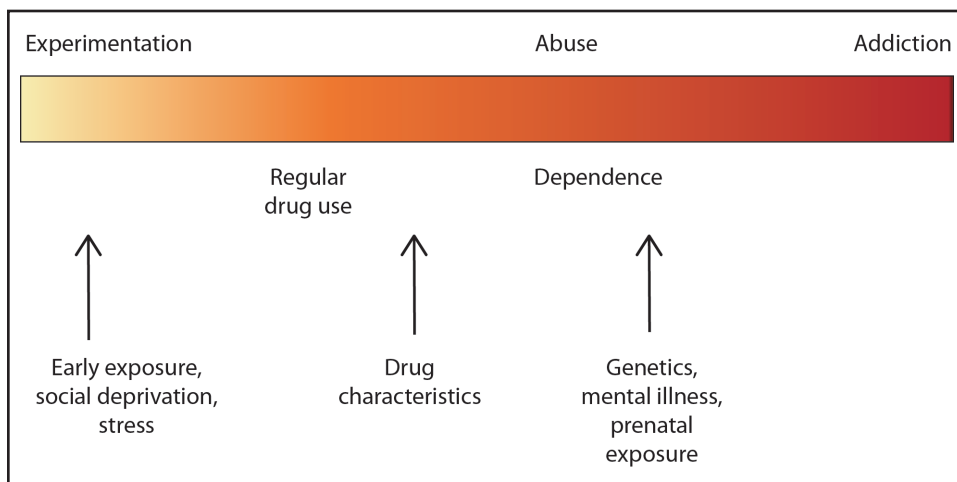 Experimentation
Abuse
Addiction
Regular
drug use
Dependence
Early exposure,
social deprivation,
stress
Drug
characteristics
Genetics,
mental illness,
prenatal
exposure